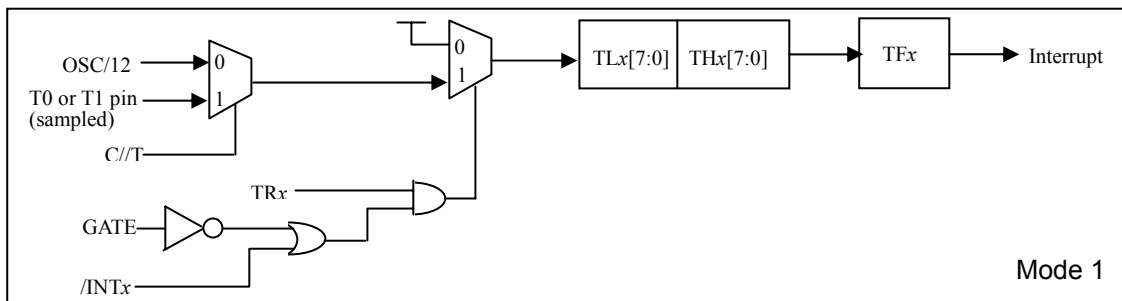 OSC/12
0
T0 or T1 pin
1
(sampled)
C//T
0
1
TLx[7:0]
THx[7:0]
TFx
Interrupt
TRx
GATE
/INTx
Mode 1